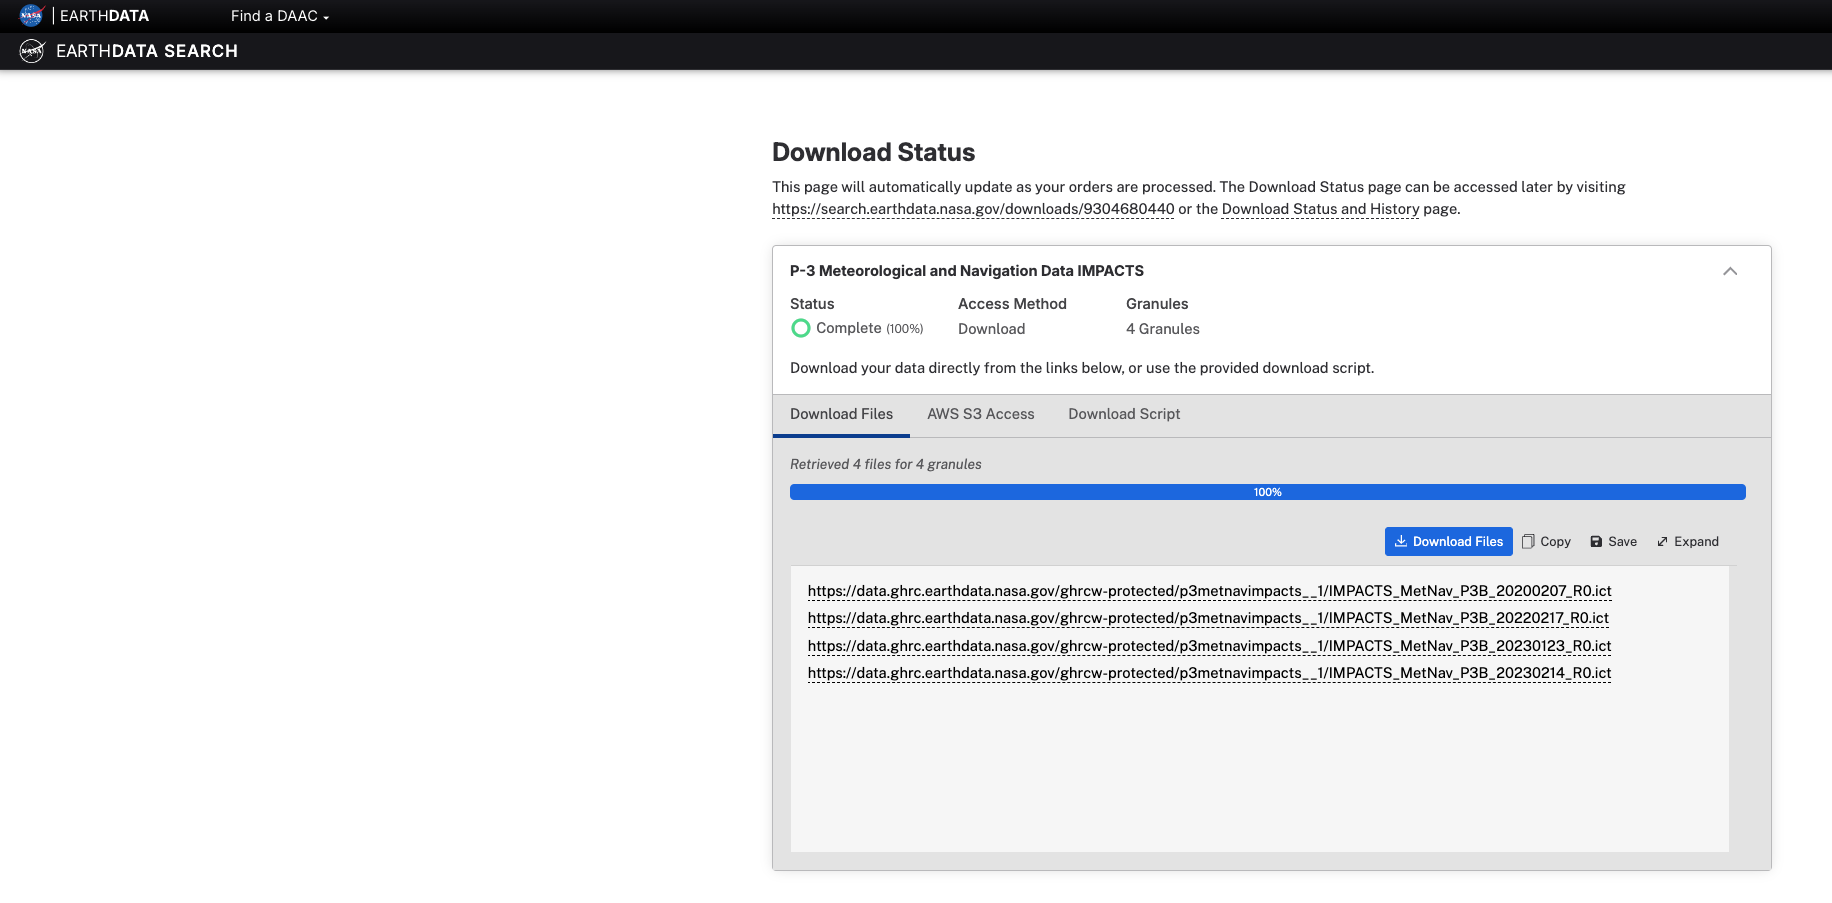 NASA | EARTHDATA
Find a DAAC
NASA EARTHDATA SEARCH
Download Status
This page will automatically update as your orders are processed. The Download Status page can be accessed later by visiting
https://search.earthdata.nasa.gov/downloads/9304680440 or the Download Status and History page.
P-3 Meteorological and Navigation Data IMPACTS
Status Access Method Granules
Complete (100%) Download 4 Granules
Download your data directly from the links below, or use the provided download script.
Download Files AWS S3 Access Download Script
Retrieved 4 files for 4 granules
100%
Download Files Copy Save Expand
https://data.ghrc.earthdata.nasa.gov/ghrcw-protected/p3metnavimpacts__1/IMPACTS_MetNav_P3B_20200207_R0.ict
https://data.ghrc.earthdata.nasa.gov/ghrcw-protected/p3metnavimpacts__1/IMPACTS_MetNav_P3B_20220217_R0.ict
https://data.ghrc.earthdata.nasa.gov/ghrcw-protected/p3metnavimpacts__1/IMPACTS_MetNav_P3B_20230123_R0.ict
https://data.ghrc.earthdata.nasa.gov/ghrcw-protected/p3metnavimpacts__1/IMPACTS_MetNav_P3B_20230214_R0.ict